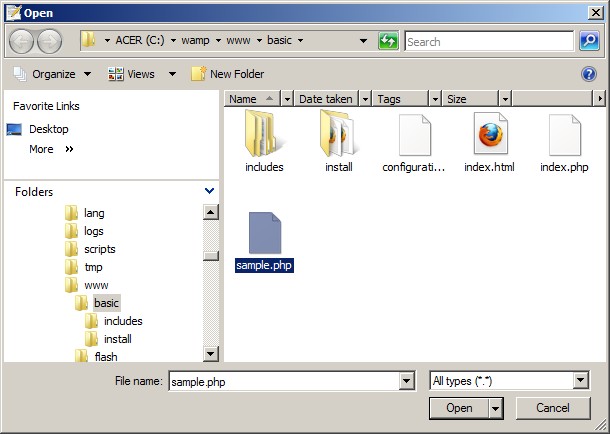 Open
ACER (C:) wamp www basic Search
Organize Views New Folder
Favorite Links
Desktop
More >>
Folders
lang
logs
scripts
tmp
www
basic
includes
install
flash
Name Date taken Tags Size
includes install configurati... index.html index.php
sample.php
File name: sample.php All types (*.*)
Open Cancel